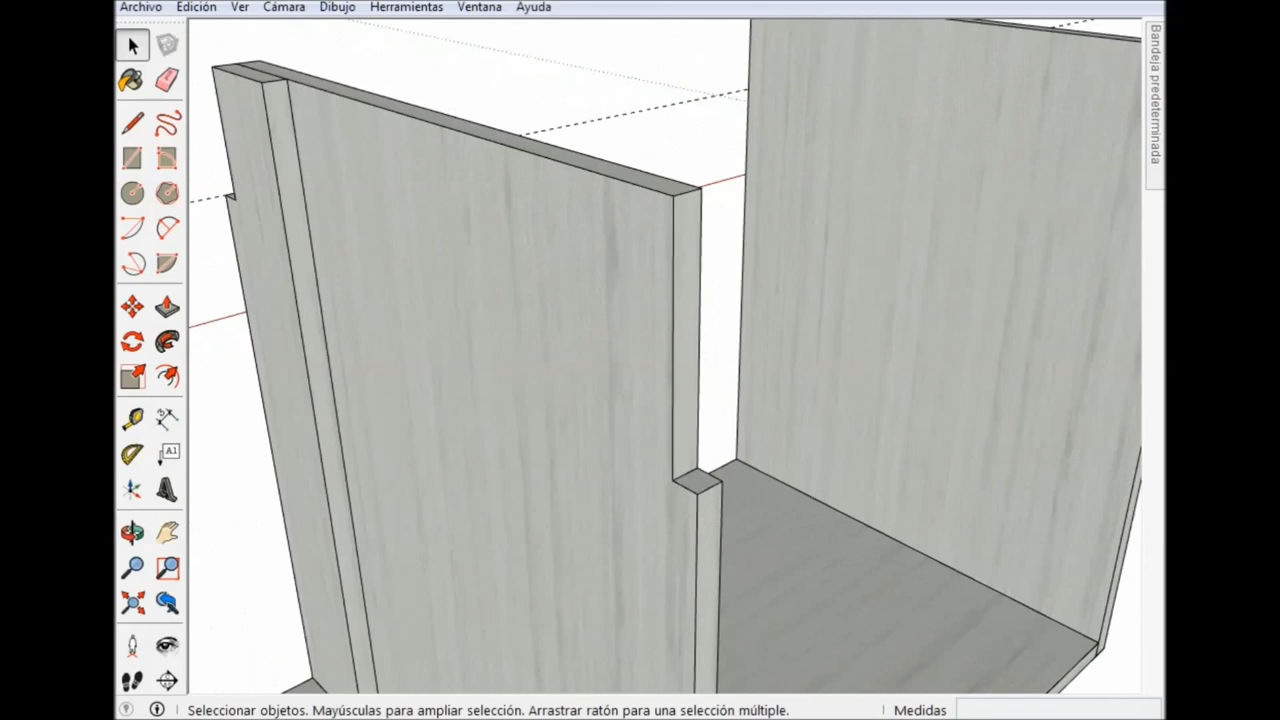 Archivo Edición Ver Cámara Dibujo Herramientas Ventana Ayuda
Bandeja predeterminada
A1
Seleccionar objetos. Mayúsculas para ampliar selección. Arrastrar ratón para una selección múltiple.
Medidas